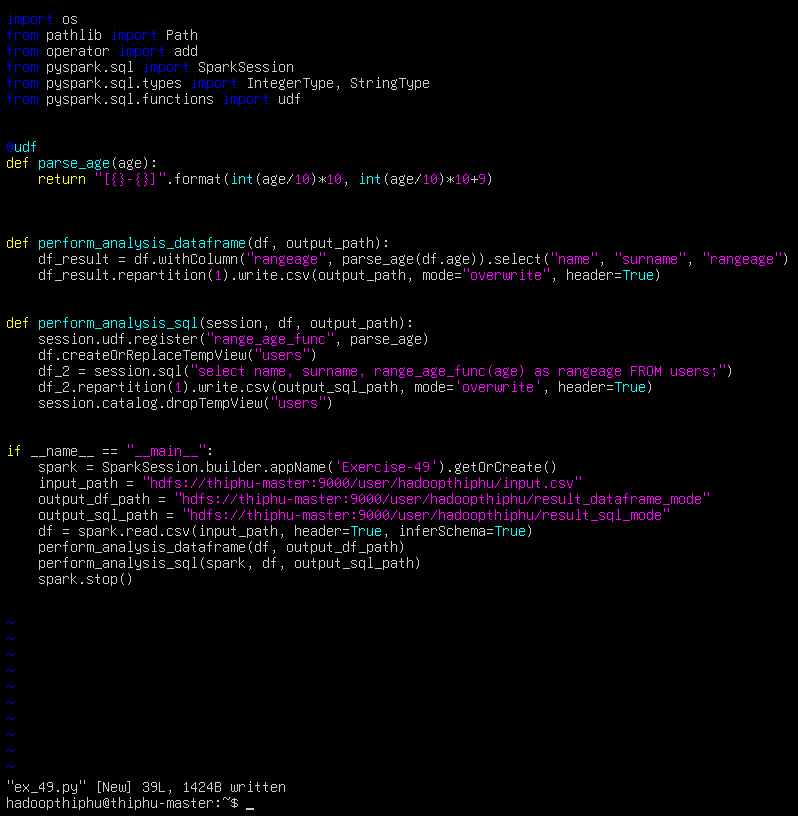 import os
from pathlib import Path
from operator import add
from pyspark.sql import SparkSession
from pyspark.sql.types import IntegerType, StringType
from pyspark.sql.functions import udf
@udf
def parse_age(age):
    return "[{}-{}]".format(int(age/10)*10, int(age/10)*10+9)
def perform_analysis_dataframe(df, output_path):
    df_result = df.withColumn("rangeage", parse_age(df.age)).select("name", "surname", "rangeage")
    df_result.repartition(1).write.csv(output_path, mode="overwrite", header=True)
def perform_analysis_sql(session, df, output_path):
    session.udf.register("range_age_func", parse_age)
    df.createOrReplaceTempView("users")
    df_2 = session.sql("select name, surname, range_age_func(age) as rangeage FROM users;")
    df_2.repartition(1).write.csv(output_sql_path, mode='overwrite', header=True)
    session.catalog.dropTempView("users")
if __name__ == "__main__":
    spark = SparkSession.builder.appName('Exercise-49').getOrCreate()
    input_path = "hdfs://thiphu-master:9000/user/hadoopthiphu/input.csv"
    output_df_path = "hdfs://thiphu-master:9000/user/hadoopthiphu/result_dataframe_mode"
    output_sql_path = "hdfs://thiphu-master:9000/user/hadoopthiphu/result_sql_mode"
    df = spark.read.csv(input_path, header=True, inferSchema=True)
    perform_analysis_dataframe(df, output_df_path)
    perform_analysis_sql(spark, df, output_sql_path)
    spark.stop()
~
~
~
~
~
~
~
~
~
~
"ex_49.py" [New] 39L, 1424B written
hadoopthiphu@thiphu-master:~$ _